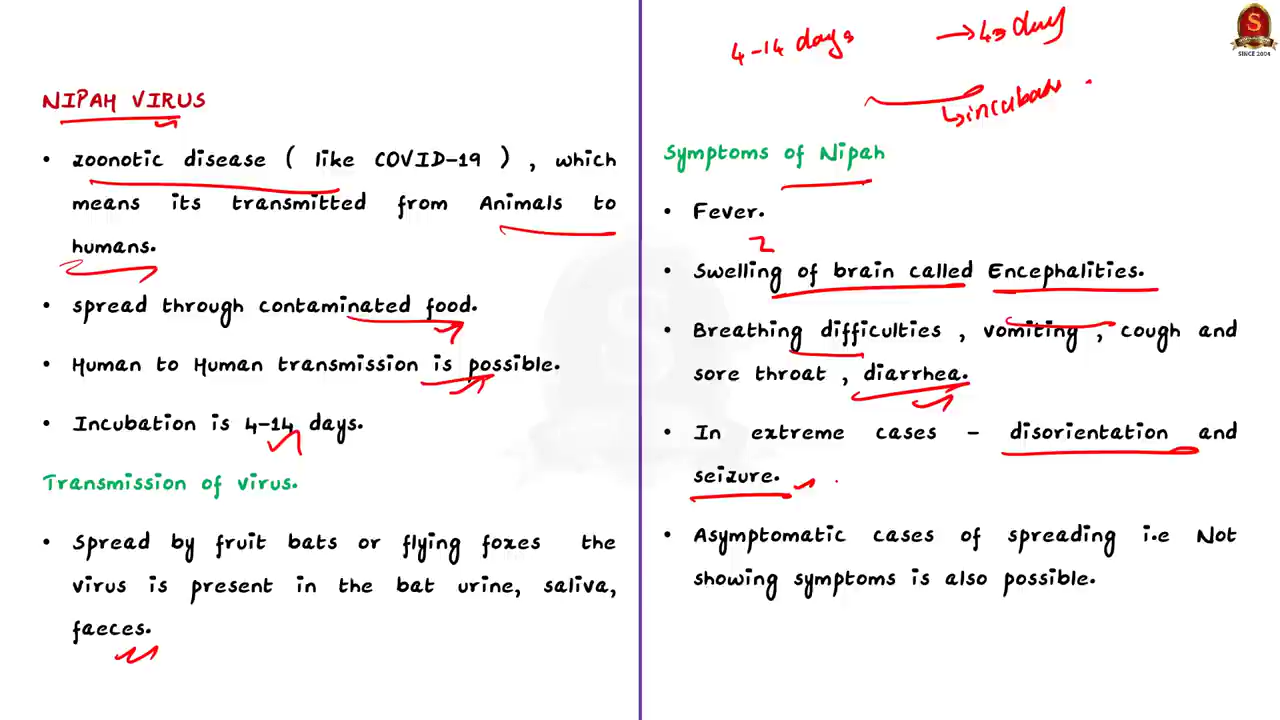 NIPAH VIRUS
• zoonotic disease ( like COVID-19 ) , which
means its transmitted from Animals to
humans.
• spread through contaminated food.
• Human to Human transmission is possible.
• Incubation is 4-14 days.
Transmission of virus.
• Spread by fruit bats or flying foxes the
virus is present in the bat urine, saliva,
faeces.
4-14 days → 45 day
Symptoms of Nipah
• Fever.
• Swelling of brain called Encephalities.
• Breathing difficulties , vomiting , cough and
sore throat , diarrhea.
• In extreme cases - disorientation and
seizure.
• Asymptomatic cases of spreading i.e Not
showing symptoms is also possible.
S
SINCE 2004